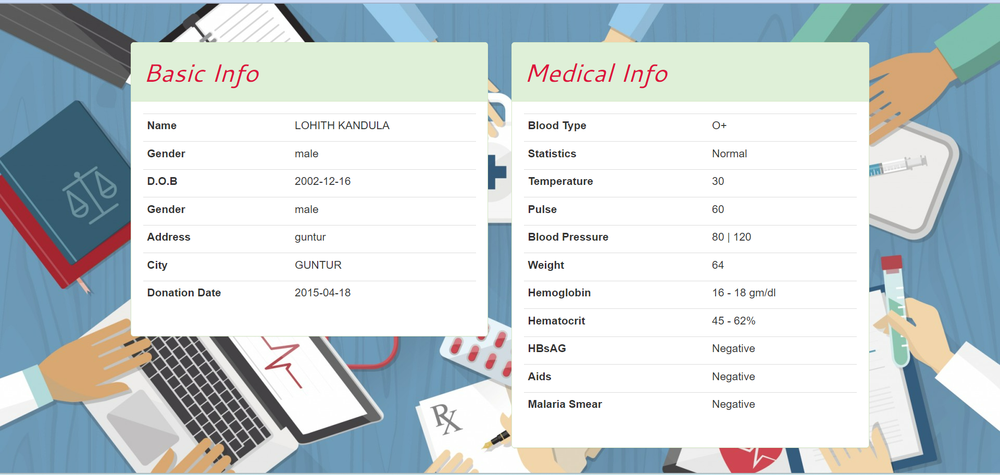 Basic Info
Name LOHITH KANDULA
Gender male
D.O.B 2002-12-16
Gender male
Address guntur
City GUNTUR
Donation Date 2015-04-18
Medical Info
Blood Type O+
Statistics Normal
Temperature 30
Pulse 60
Blood Pressure 80 | 120
Weight 64
Hemoglobin 16 - 18 gm/dl
Hematocrit 45 - 62%
HBsAG Negative
Aids Negative
Malaria Smear Negative
Rx